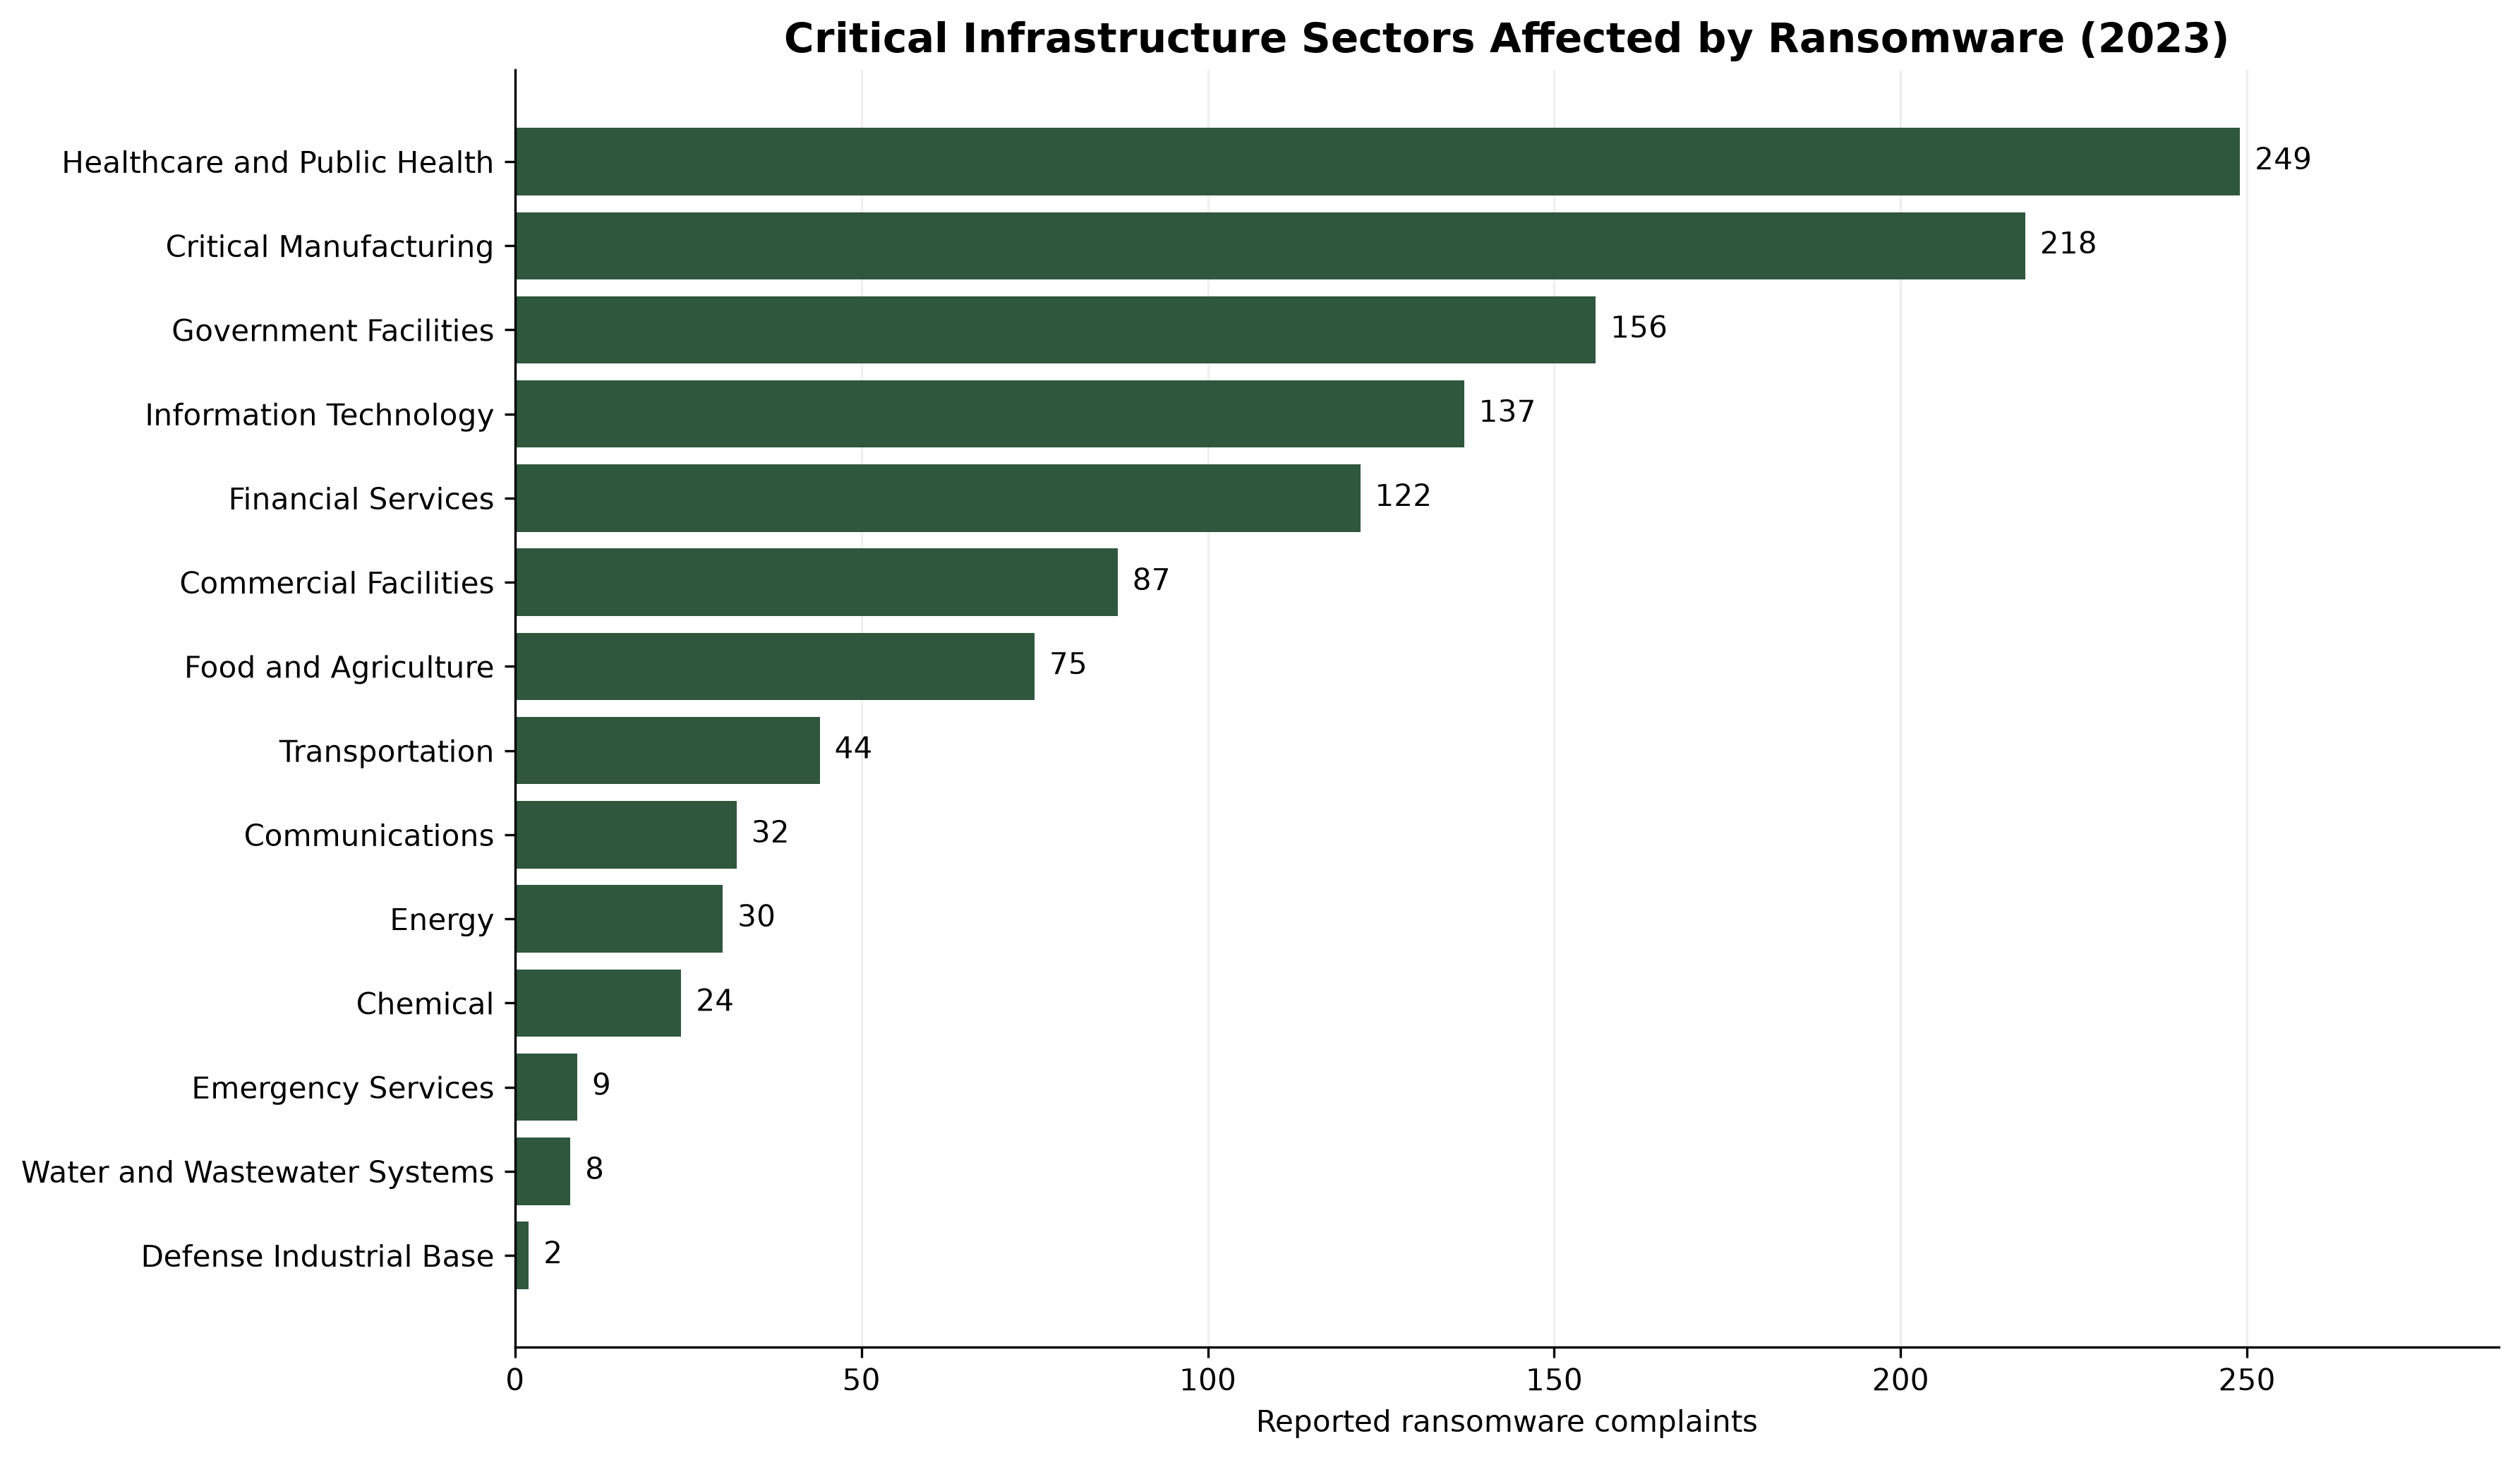 Critical Infrastructure Sectors Affected by Ransomware (2023)
Healthcare and Public Health 249
Critical Manufacturing 218
Government Facilities 156
Information Technology 137
Financial Services 122
Commercial Facilities 87
Food and Agriculture 75
Transportation 44
Communications 32
Energy 30
Chemical 24
Emergency Services 9
Water and Wastewater Systems 8
Defense Industrial Base 2
0 50 100 150 200 250
Reported ransomware complaints